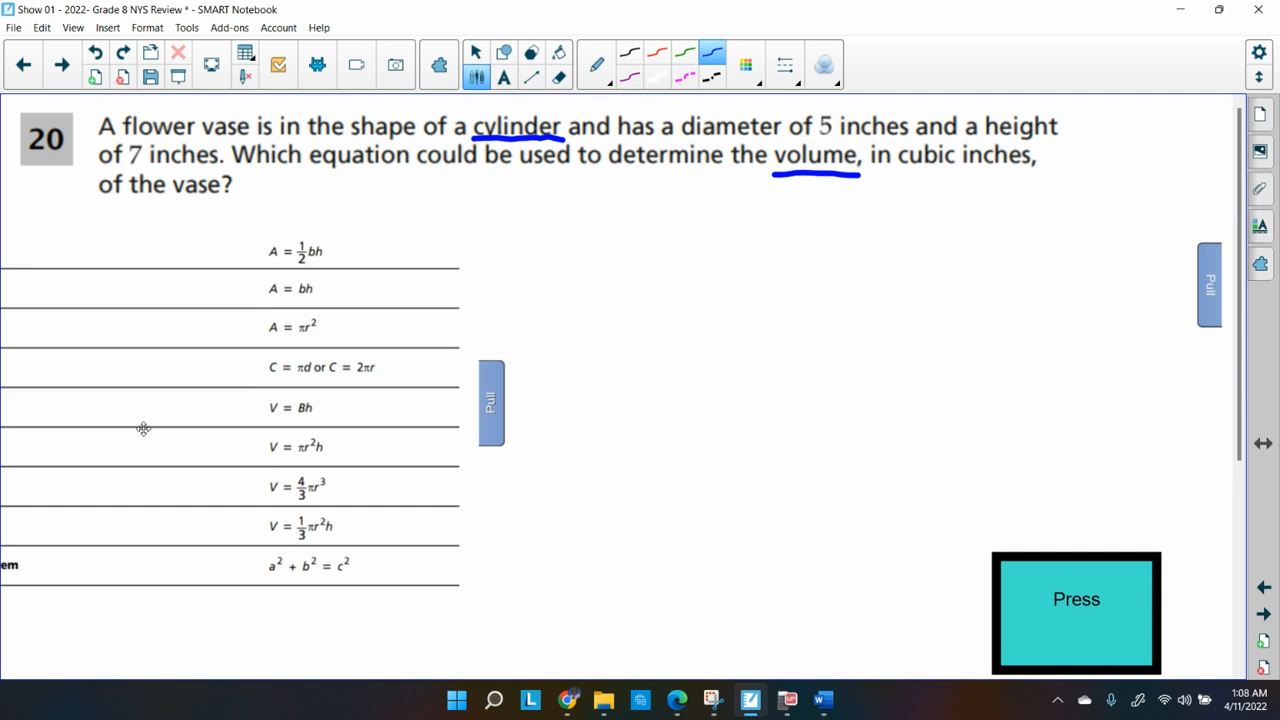 Show 01 - 2022- Grade 8 NYS Review * - SMART Notebook
File Edit View Insert Format Tools Add-ons Account Help
20
A flower vase is in the shape of a cylinder and has a diameter of 5 inches and a height
of 7 inches. Which equation could be used to determine the volume, in cubic inches,
of the vase?
A = 1/2 bh
A = bh
A = πr²
C = πd or C = 2πr
V = Bh
V = πr²h
V = 4/3 πr³
V = 1/3 πr²h
em a² + b² = c²
Pull
Pull
Press
1:08 AM
4/11/2022